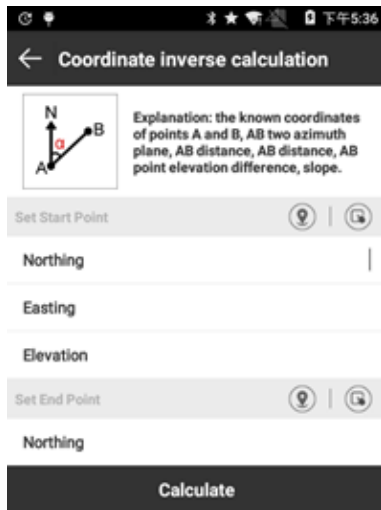 下午5:36
Coordinate inverse calculation
N
B
α
A
Explanation: the known coordinates
of points A and B, AB two azimuth
plane, AB distance, AB distance, AB
point elevation difference, slope.
Set Start Point
Northing
Easting
Elevation
Set End Point
Northing
Calculate